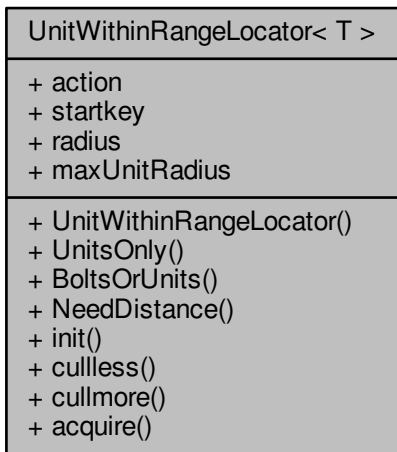 UnitWithinRangeLocator< T >
+ action
+ startkey
+ radius
+ maxUnitRadius
+ UnitWithinRangeLocator()
+ UnitsOnly()
+ BoltsOrUnits()
+ NeedDistance()
+ init()
+ cullless()
+ cullmore()
+ acquire()